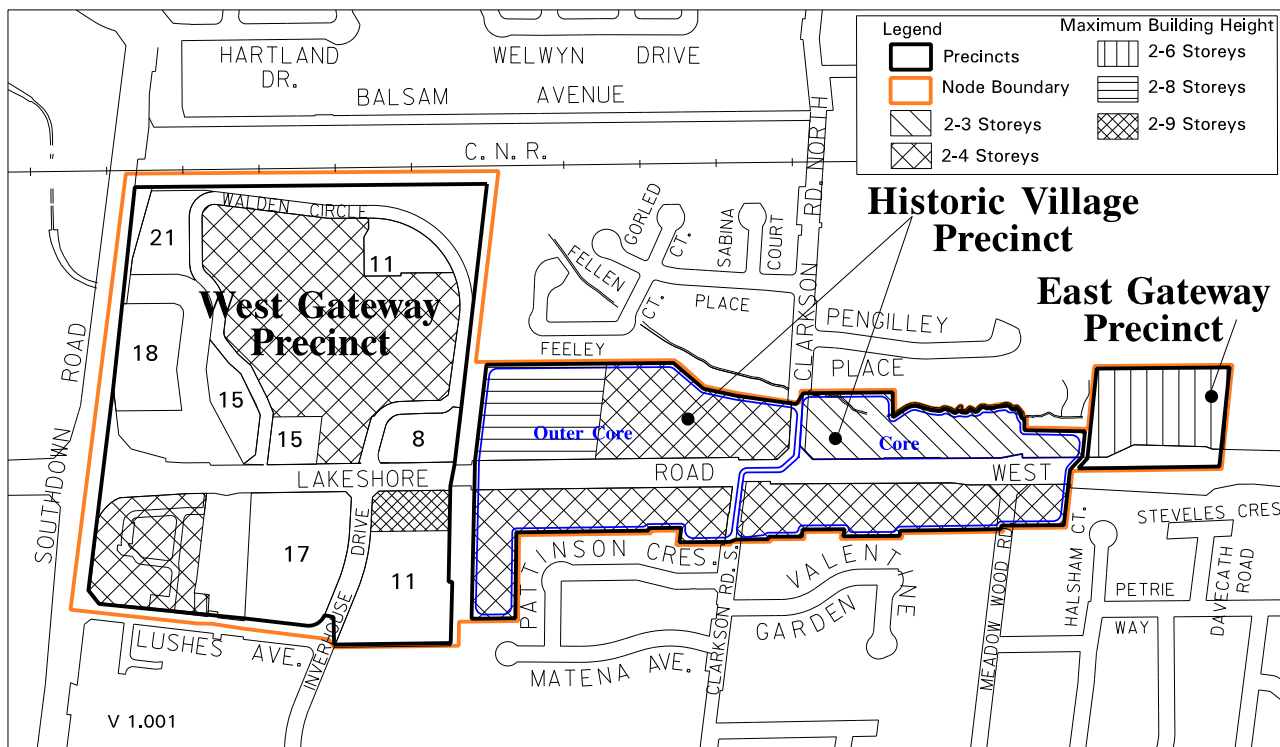 Legend
Precincts
Node Boundary
2-3 Storeys
2-4 Storeys
Maximum Building Height
2-6 Storeys
2-8 Storeys
2-9 Storeys
HARTLAND
DR.
WELWYN DRIVE
BALSAM AVENUE
C. N. R.
CLARKSON RD. NORTH
Historic Village
Precinct
East Gateway
Precinct
West Gateway
Precinct
WALDEN CIRCLE
21
11
18
15
15
8
17
11
SOUTHDOWN ROAD
GORLED
CT.
SABINA
COURT
FELLEN
CT.
PLACE
FEELEY
PENGILLEY
PLACE
Outer Core
Core
LAKESHORE ROAD WEST
INVERHOUSE DRIVE
LUSHES AVE.
PATTINSON CRES.
CLARKSON RD. S.
VALENTINE
GARDEN
MATENA AVE.
MEADOW WOOD RD.
HALSHAM CT.
STEVELES CRES
PETRIE
WAY
DAVECATH
ROAD
V 1.001